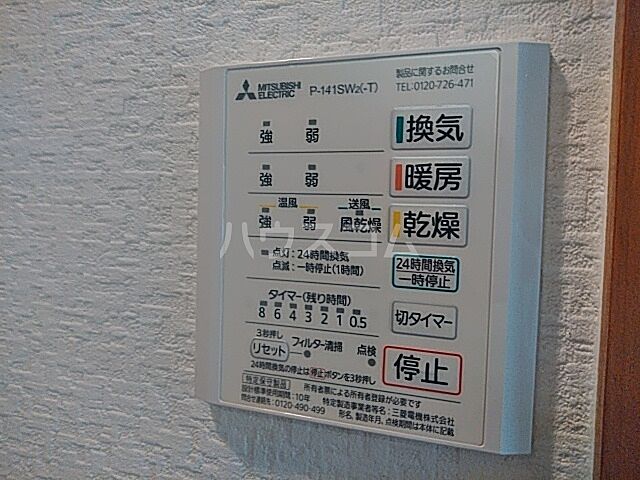 MITSUBISHI ELECTRIC P-141SW2(-T)
製品に関するお問合せ
TEL:0120-726-471
強 弱 換気
強 弱 暖房
温風 送風
強 弱 風乾燥 乾燥
点灯:24時間換気
点滅:一時停止(1時間)
24時間換気
一時停止
タイマー(残り時間)
8 6 4 3 2 1 0.5
切タイマー
3秒押し
リセット フィルター清掃 点検
停止
24時間換気の停止は停止ボタンを3秒押し
特定保守製品 所有者票による所有者登録が必要です
設計標準使用期間:10年 特定製造事業者等名:三菱電機株式会社
問合せ連絡先:0120-490-499 形名、製造年月、点検期間は本体に記載
ハウスコム